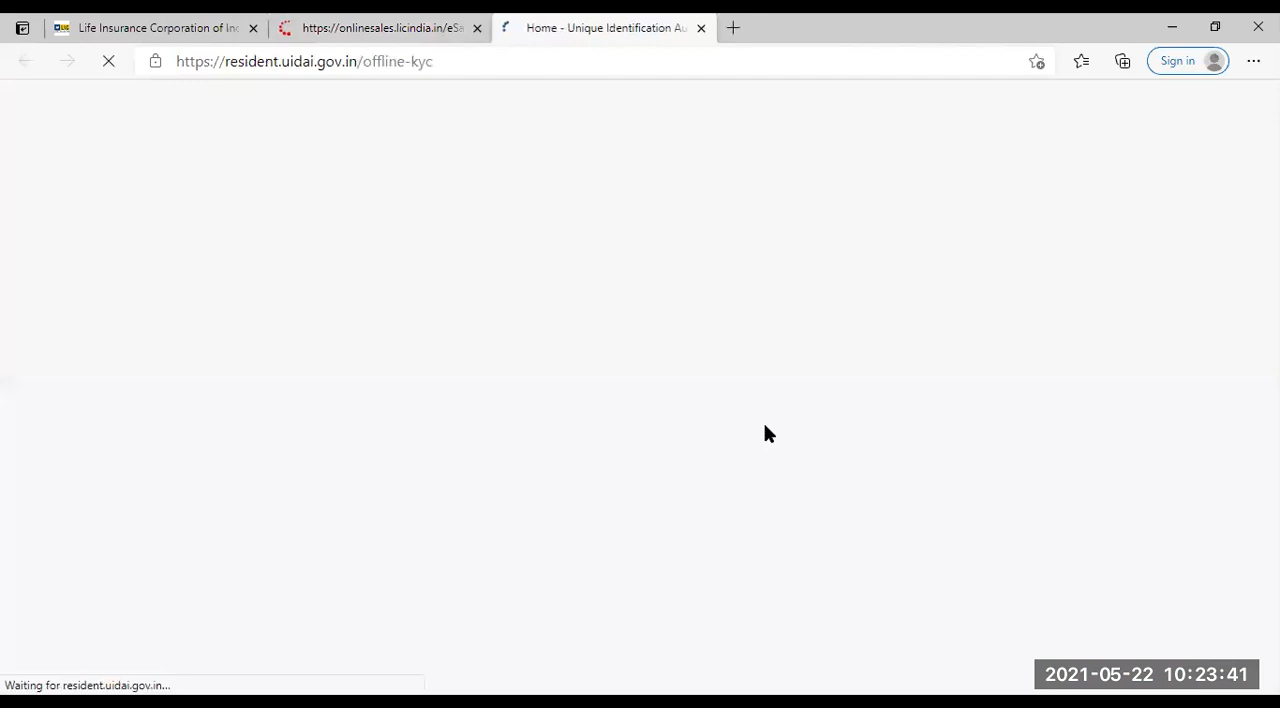 Life Insurance Corporation of In
https://onlinesales.licindia.in/eSa
Home - Unique Identification Au
https://resident.uidai.gov.in/offline-kyc
Sign in
Waiting for resident.uidai.gov.in...
2021-05-22 10:23:41